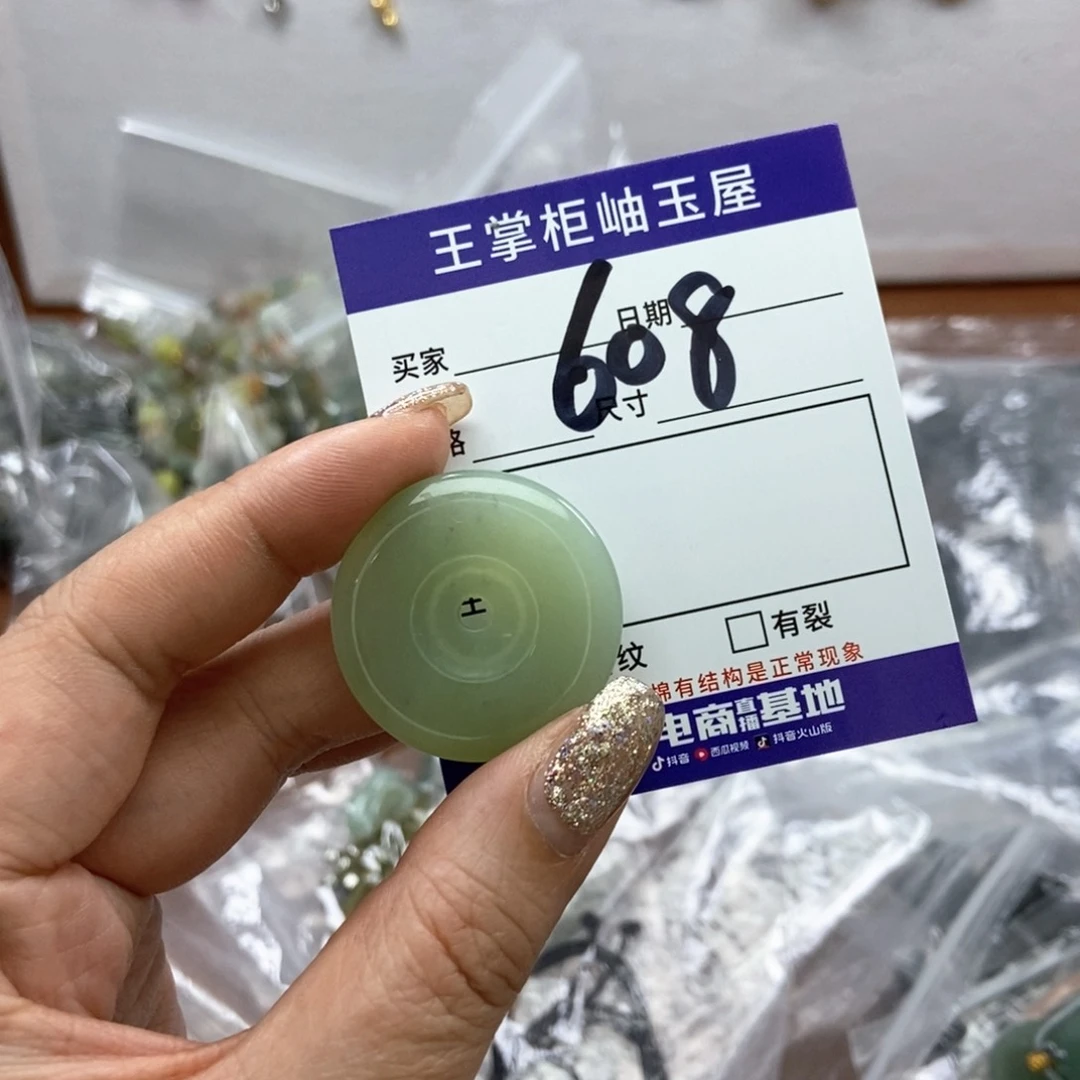 王掌柜岫玉屋
608
日期
买家
尺寸
格
土
纹
有裂
棉有结构是正常现象
电商直播基地
抖音 西瓜视频 抖音火山版